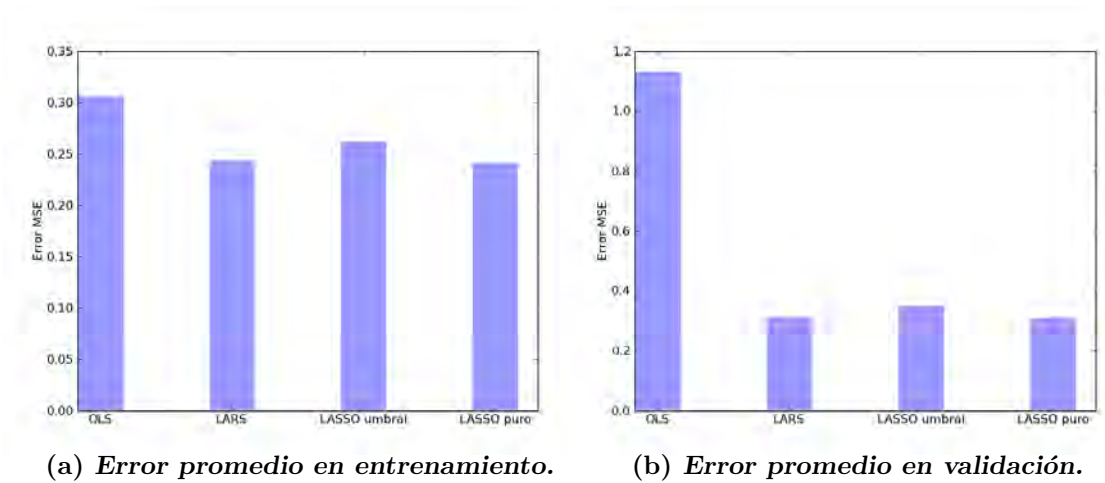 0.35
0.30
0.25
0.20
0.15
0.10
0.05
0.00
Error MSE
OLS
LARS
LASSO umbral
LASSO puro
(a) Error promedio en entrenamiento.
1.2
1.0
0.8
0.6
0.4
0.2
0.0
Error MSE
OLS
LARS
LASSO umbral
LASSO puro
(b) Error promedio en validación.